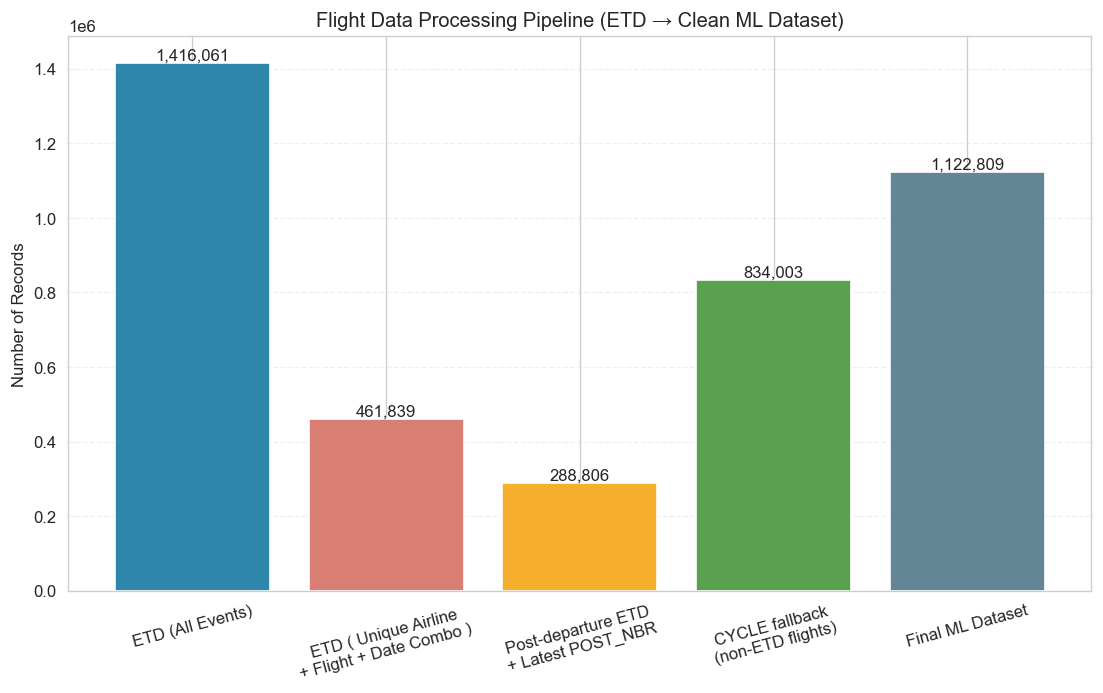 Flight Data Processing Pipeline (ETD → Clean ML Dataset)
1e6
Number of Records
1.4
1.2
1.0
0.8
0.6
0.4
0.2
0.0
1,416,061
461,839
288,806
834,003
1,122,809
ETD (All Events)
ETD ( Unique Airline
+ Flight + Date Combo )
Post-departure ETD
+ Latest POST_NBR
CYCLE fallback
(non-ETD flights)
Final ML Dataset